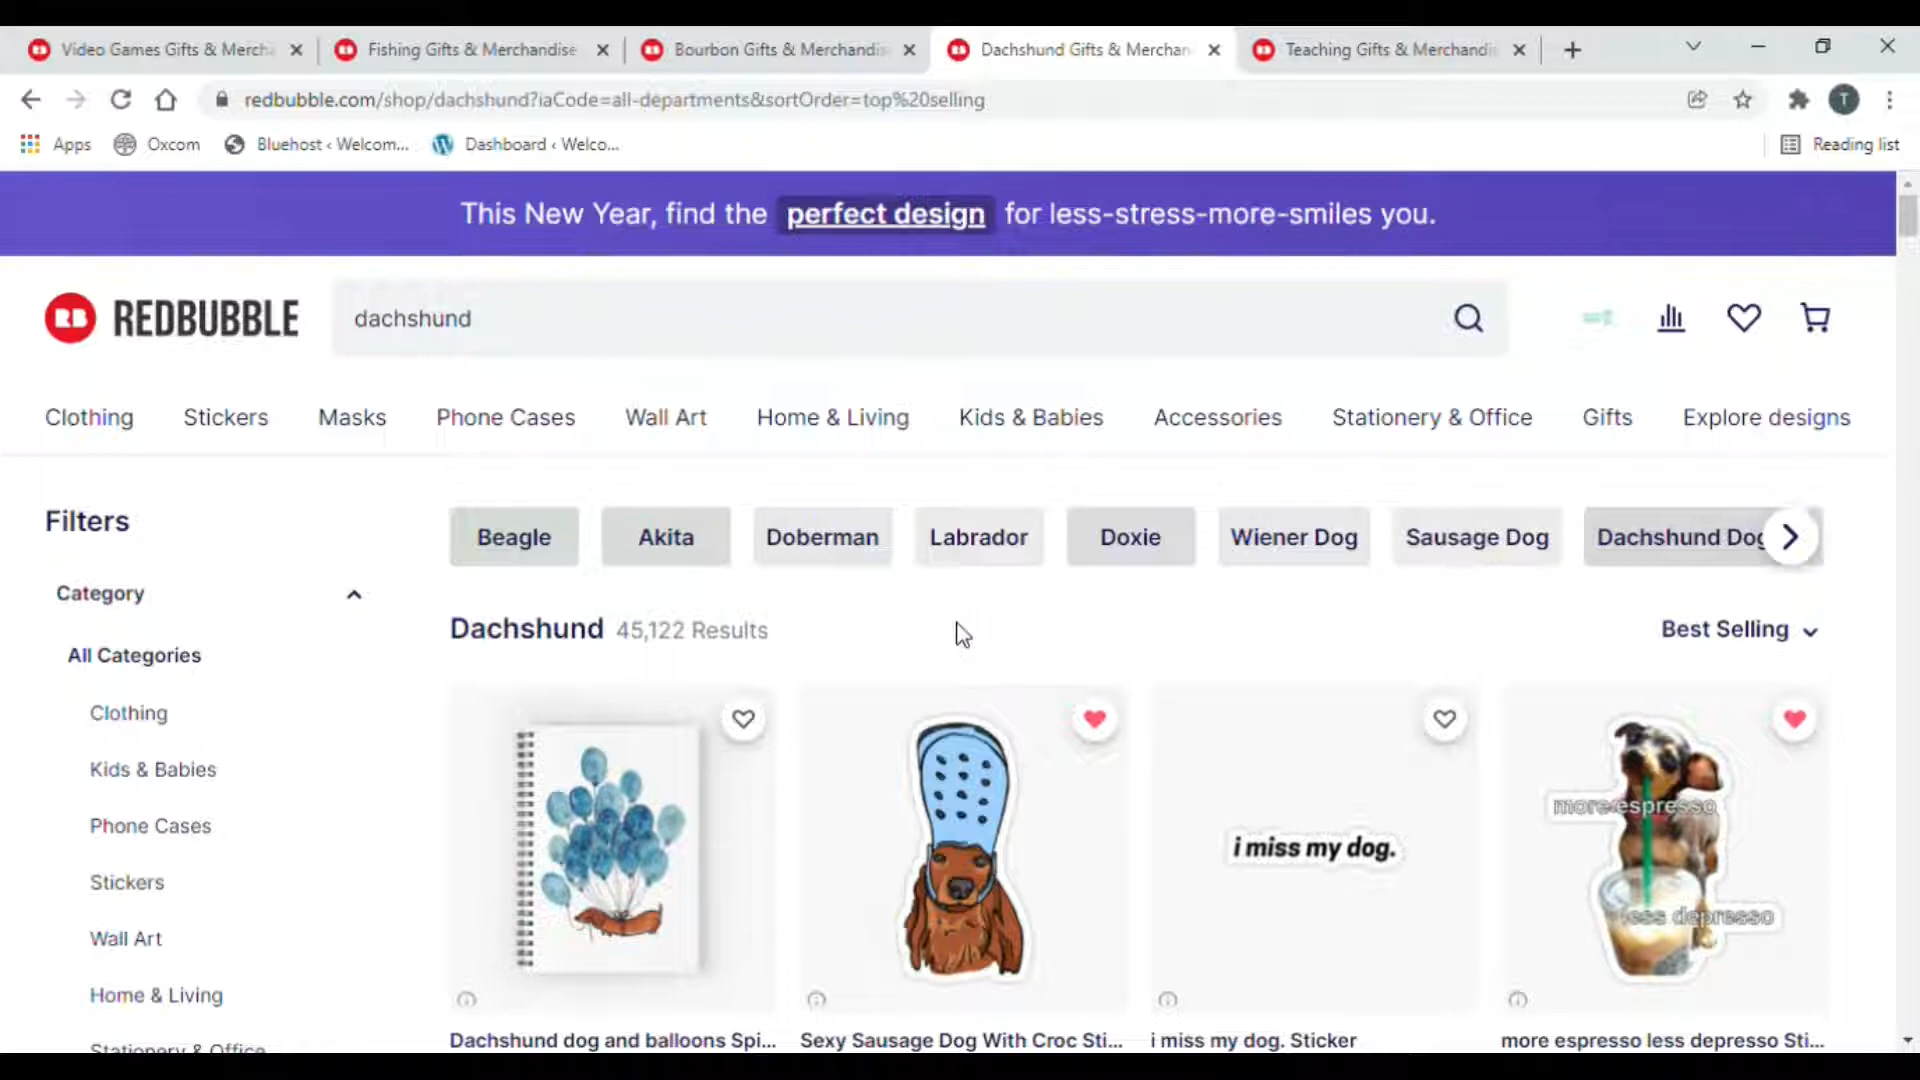 Video Games Gifts & Mercha
Fishing Gifts & Merchandise
Bourbon Gifts & Merchandis
Dachshund Gifts & Merchan
Teaching Gifts & Merchandi
redbubble.com/shop/dachshund?iaCode=all-departments&sortOrder=top%20selling
T
Apps
Oxcom
Bluehost ‹ Welcom...
Dashboard ‹ Welco...
Reading list
This New Year, find the perfect design for less-stress-more-smiles you.
RB REDBUBBLE
dachshund
Clothing
Stickers
Masks
Phone Cases
Wall Art
Home & Living
Kids & Babies
Accessories
Stationery & Office
Gifts
Explore designs
Filters
Beagle
Akita
Doberman
Labrador
Doxie
Wiener Dog
Sausage Dog
Dachshund Dog
Category
All Categories
Clothing
Kids & Babies
Phone Cases
Stickers
Wall Art
Home & Living
Stationery & Office
Dachshund 45,122 Results
Best Selling
i miss my dog.
more espresso
less depresso
Dachshund dog and balloons Spi...
Sexy Sausage Dog With Croc Sti...
i miss my dog. Sticker
more espresso less depresso Sti...